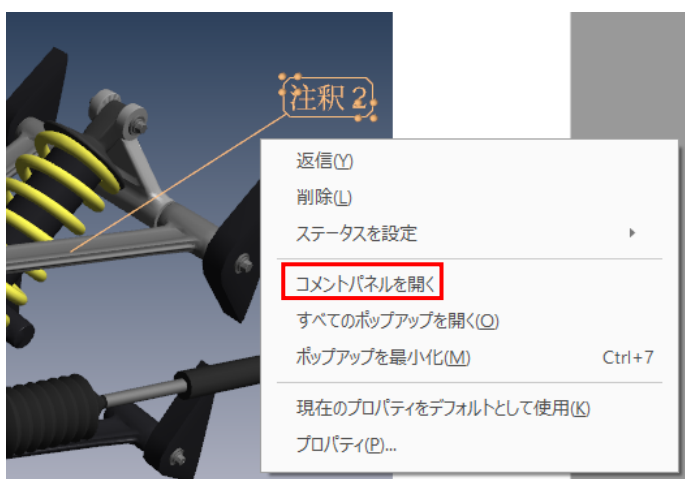 注釈 2
返信(Y)
削除(L)
ステータスを設定
コメントパネルを開く
すべてのポップアップを開く(O)
ポップアップを最小化(M) Ctrl+7
現在のプロパティをデフォルトとして使用(K)
プロパティ(P)...